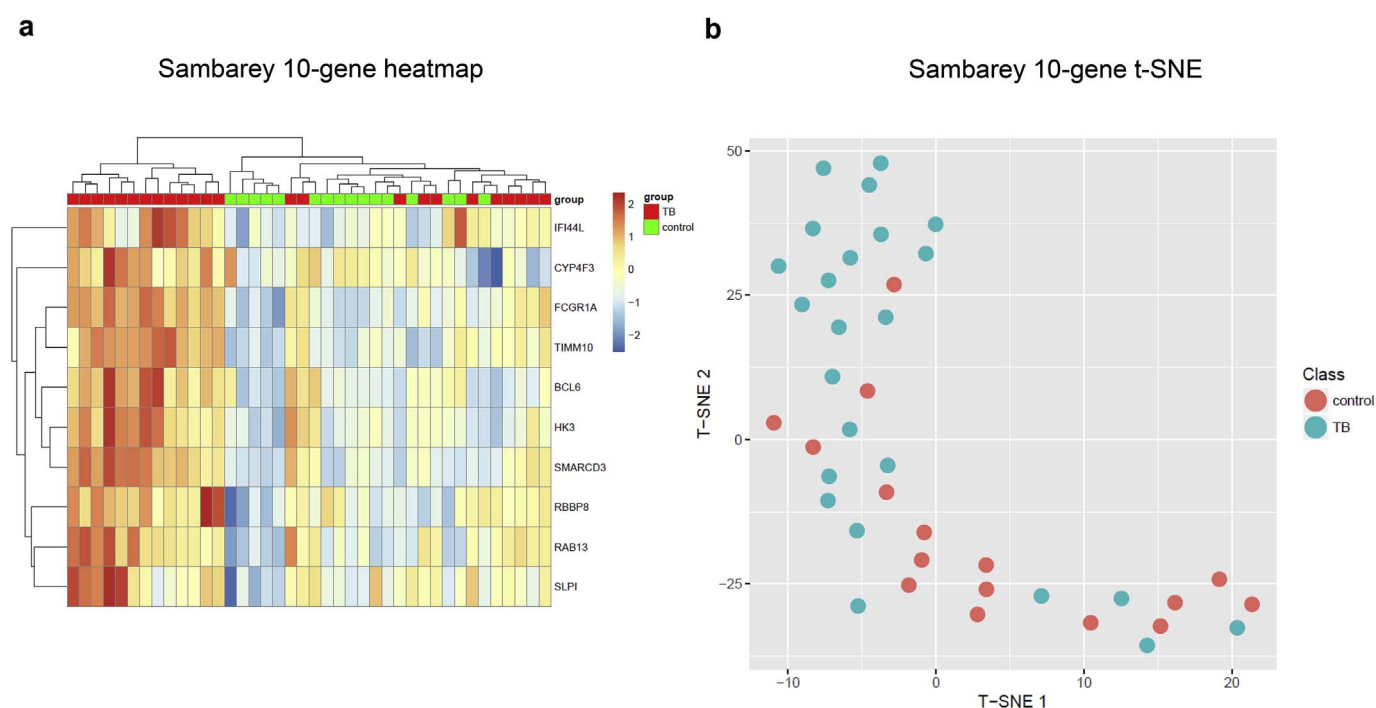 a
Sambarey 10-gene heatmap
group
IFI44L
CYP4F3
FCGR1A
TIMM10
BCL6
HK3
SMARCD3
RBBP8
RAB13
SLPI
2
1
0
−1
−2
group
TB
control
b
Sambarey 10-gene t-SNE
T−SNE 2
50
25
0
−25
−10
0
10
20
T−SNE 1
Class
control
TB